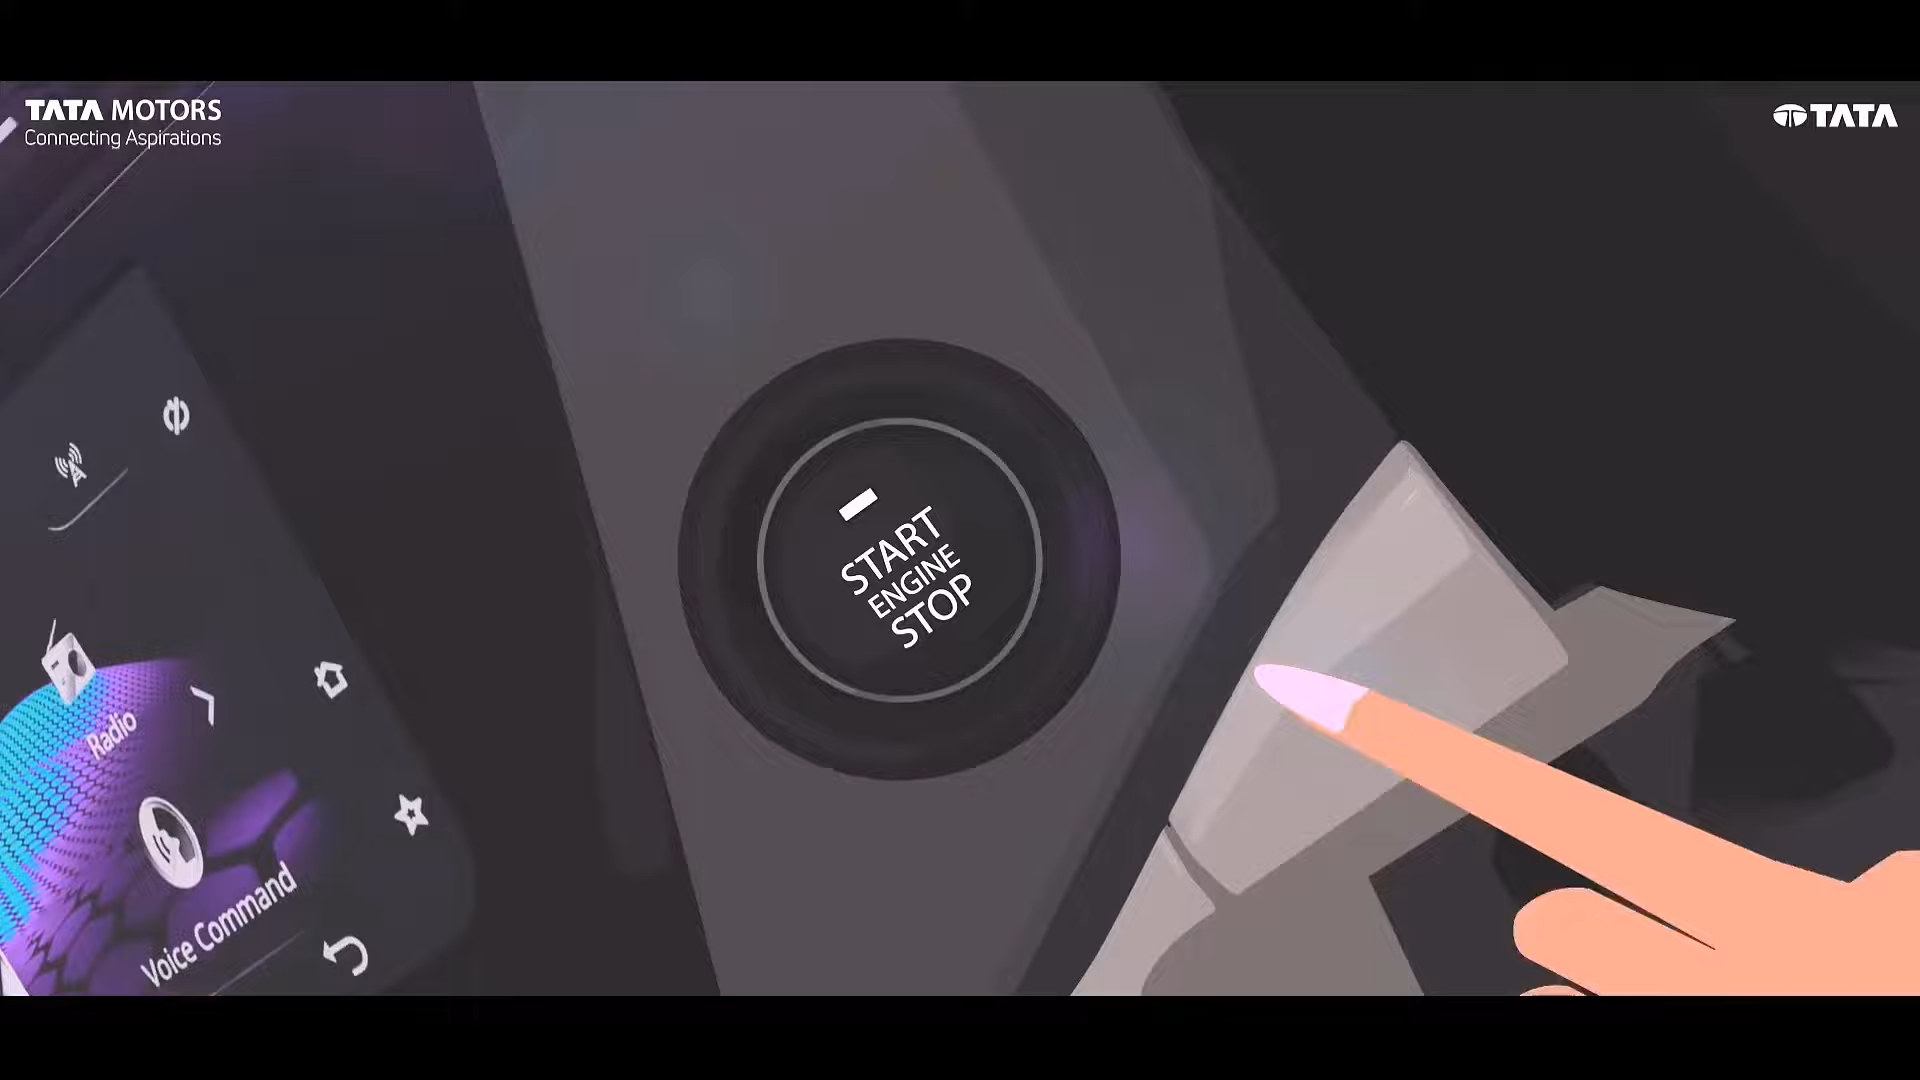 TATA MOTORS
Connecting Aspirations
TATA
START
ENGINE
STOP
Radio
Voice Command